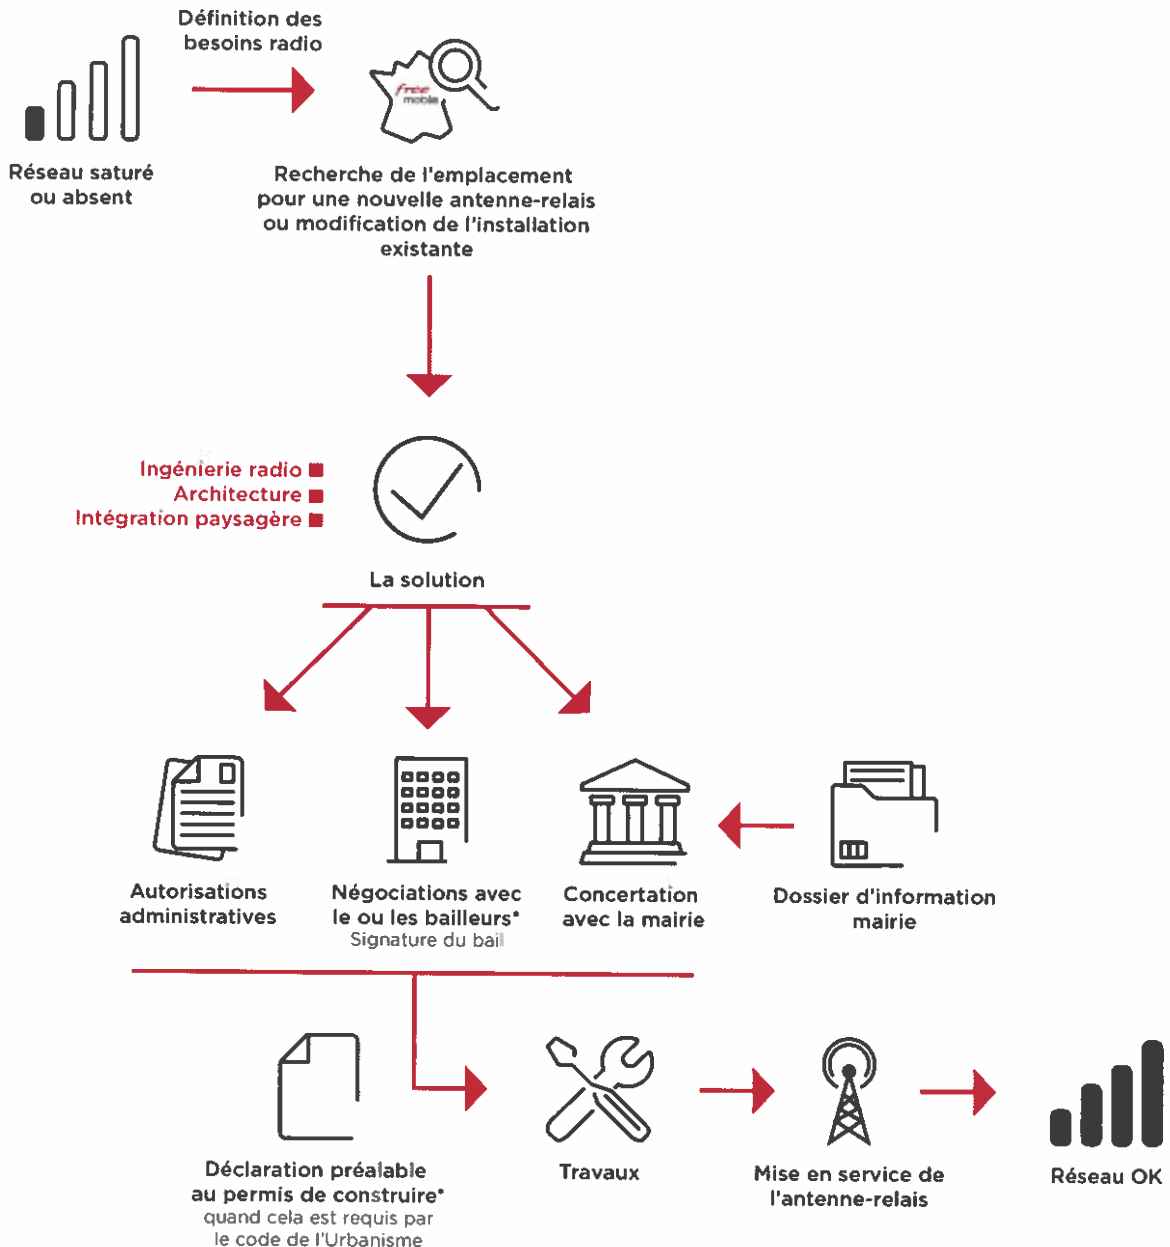 Définition des
besoins radio
free
mobile
Réseau saturé
ou absent
Recherche de l'emplacement
pour une nouvelle antenne-relais
ou modification de l'installation
existante
Ingénierie radio
Architecture
Intégration paysagère
La solution
Autorisations
administratives
Négociations avec
le ou les bailleurs*
Signature du bail
Concertation
avec la mairie
Dossier d'information
mairie
Déclaration préalable
au permis de construire*
quand cela est requis par
le code de l'Urbanisme
Travaux
Mise en service de
l'antenne-relais
Réseau OK